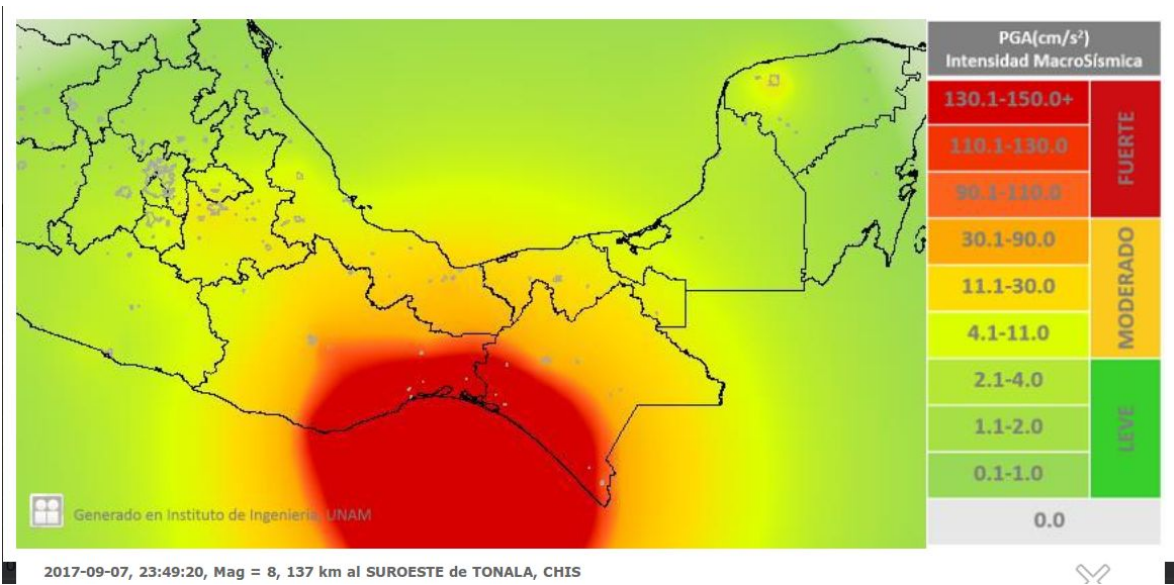 PGA(cm/s²)
Intensidad MacroSísmica
130.1-150.0+
110.1-130.0
90.1-110.0
FUERTE
30.1-90.0
11.1-30.0
4.1-11.0
MODERADO
2.1-4.0
1.1-2.0
0.1-1.0
LEVE
0.0
Generado en Instituto de Ingeniería, UNAM
2017-09-07, 23:49:20, Mag = 8, 137 km al SUROESTE de TONALA, CHIS